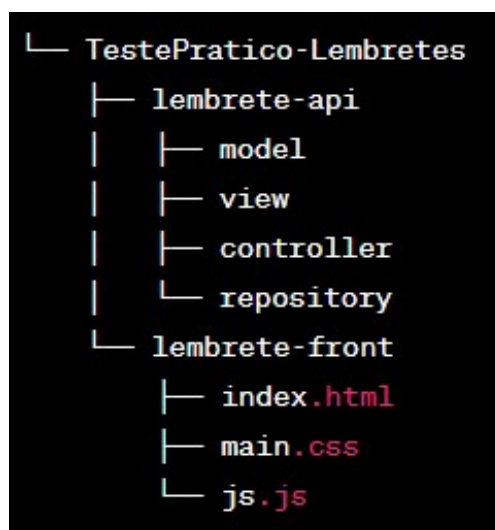 └── TestePratico-Lembretes
    ├── lembrete-api
    │   ├── model
    │   ├── view
    │   ├── controller
    │   └── repository
    └── lembrete-front
        ├── index.html
        ├── main.css
        └── js.js